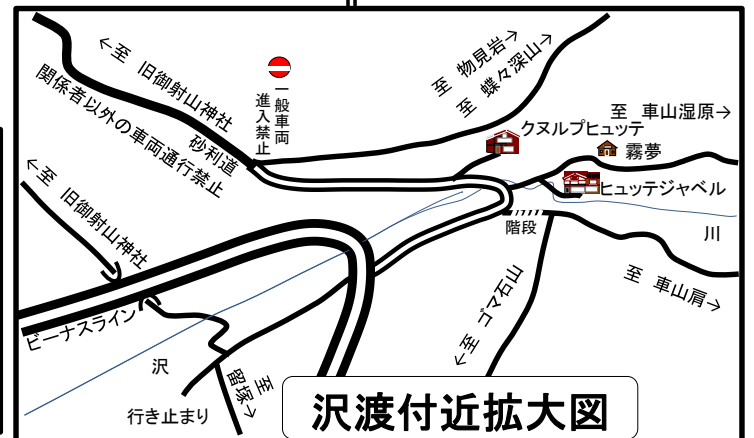 ←至 旧御射山神社
関係者以外の車両通行禁止
砂利道
一般車両
進入禁止
至 物見岩→
至 蝶々深山→
クヌルプヒュッテ
至 車山湿原→
霧夢
ヒュッテジャベル
川
階段
至 車山肩→
←至 ゴマ石山
←至 旧御射山神社
ビーナスライン
沢
至
留塚→
行き止まり
沢渡付近拡大図